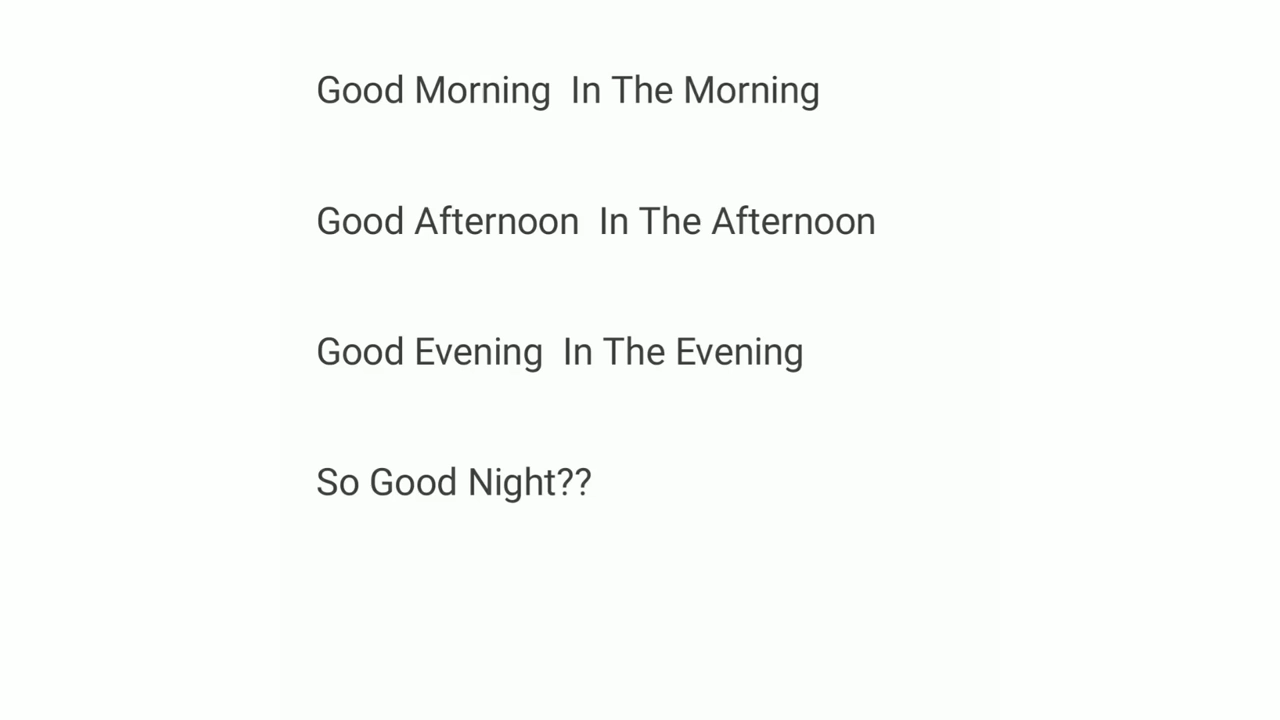 Good Morning  In The Morning
Good Afternoon  In The Afternoon
Good Evening  In The Evening
So Good Night??